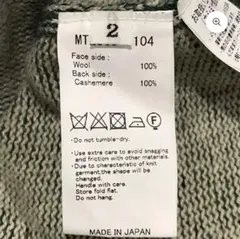 2
MT 104
Face side :
Wool 100%
Back side :
Cashemere 100%
F
・Do not tumble-dry.
・Use extra care to avoid snagging
and friction with other materials.
・Due to characteristic of knit
garment,the shape will be
changed.
Handle with care.
Store fold flat.
Do not hang.
MADE IN JAPAN